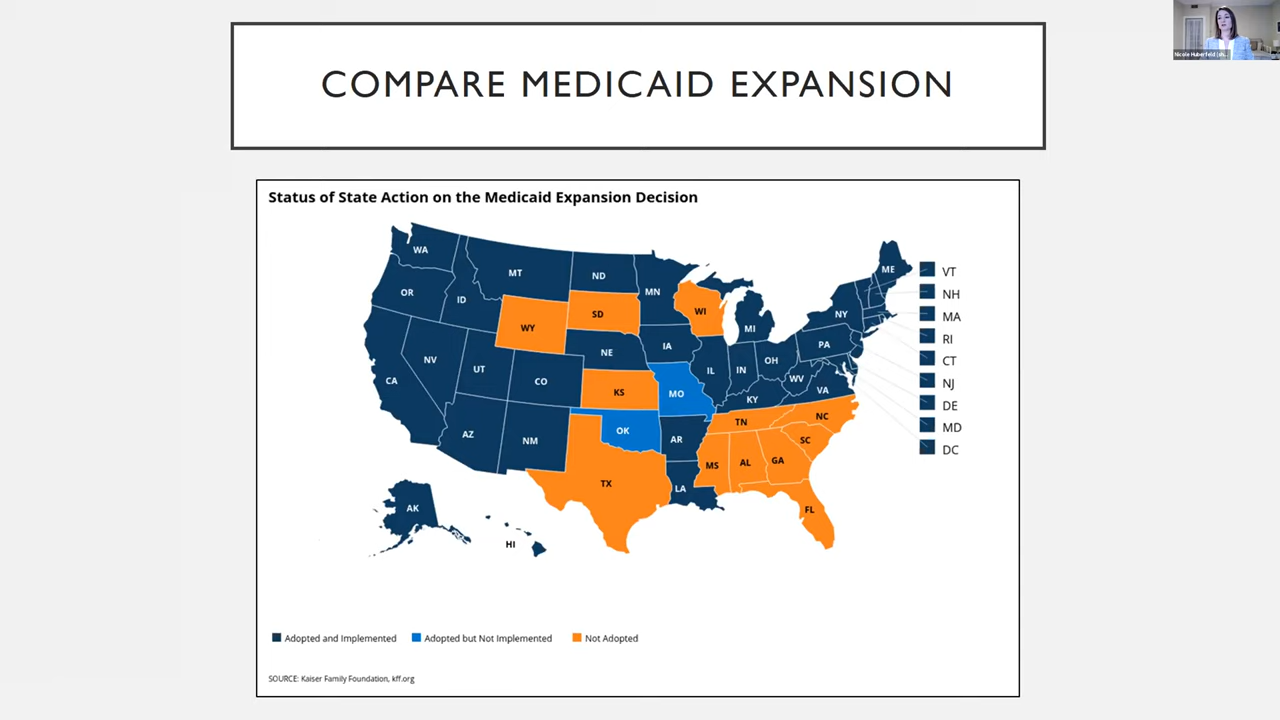 COMPARE MEDICAID EXPANSION
Nicole Huberfeld (sh...
Status of State Action on the Medicaid Expansion Decision
WA
MT
ND
MN
ME
VT
OR
ID
SD
WI
NH
WY
NY
MA
MI
RI
NV
UT
NE
IA
PA
CT
CA
CO
KS
MO
IL
IN
OH
WV
VA
NJ
KY
DE
AZ
NM
OK
AR
TN
NC
MD
SC
DC
TX
LA
MS
AL
GA
FL
AK
HI
Adopted and Implemented
Adopted but Not Implemented
Not Adopted
SOURCE: Kaiser Family Foundation, kff.org